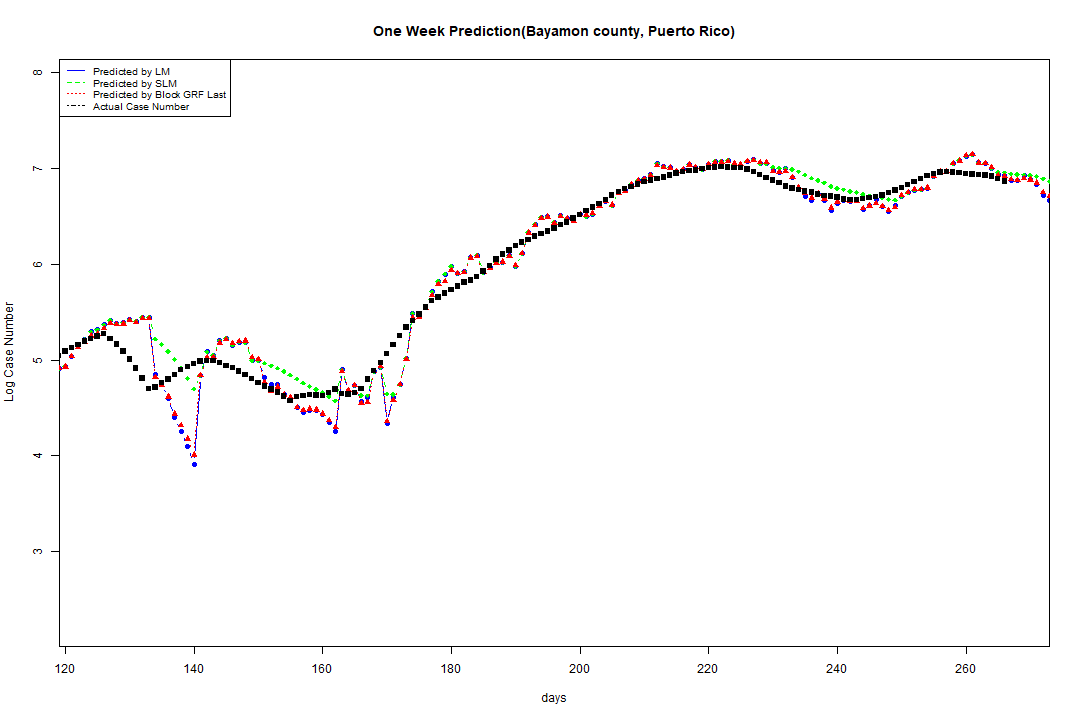 One Week Prediction(Bayamon county, Puerto Rico)
Predicted by LM
Predicted by SLM
Predicted by Block GRF Last
Actual Case Number
8
7
6
5
4
3
Log Case Number
120 140 160 180 200 220 240 260
days